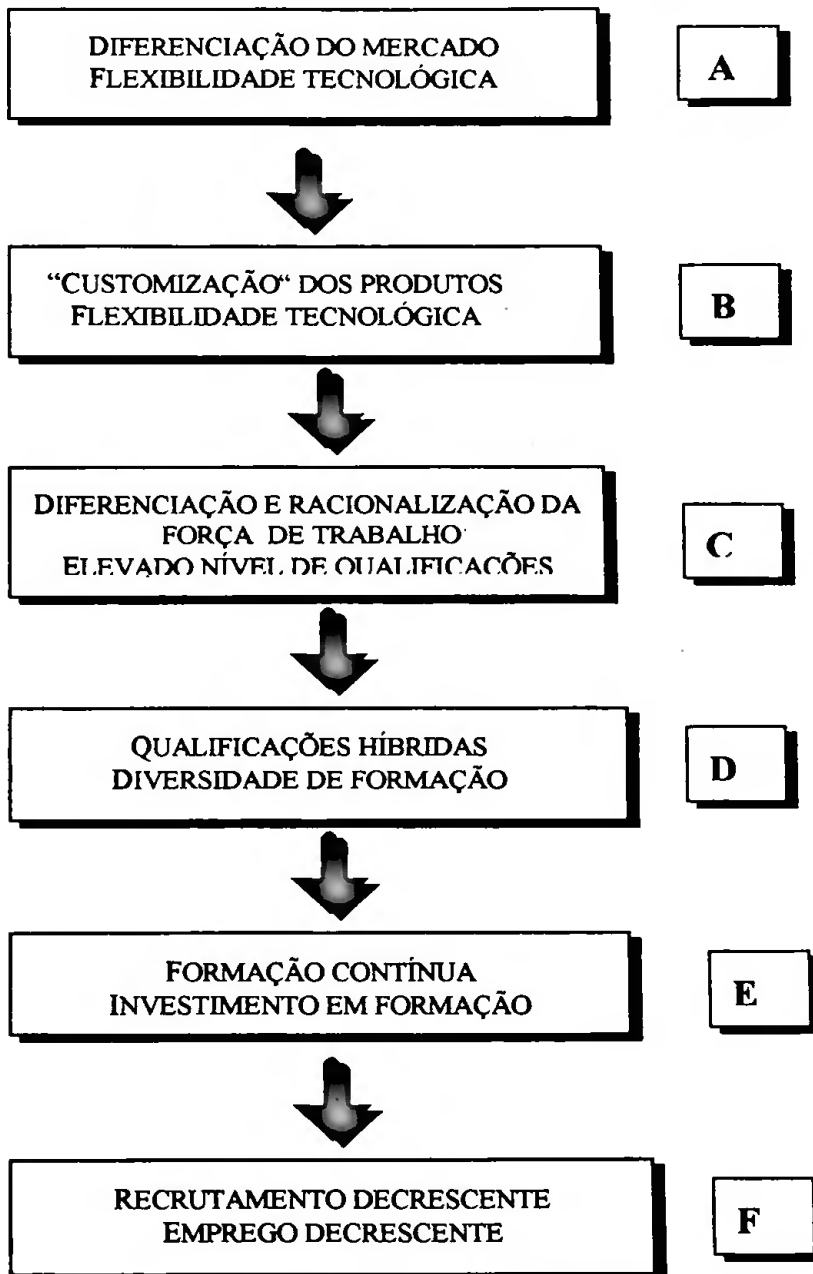 DIFERENCIAÇÃO DO MERCADO
FLEXIBILIDADE TECNOLÓGICA
A
“CUSTOMIZAÇÃO“ DOS PRODUTOS
FLEXIBILIDADE TECNOLÓGICA
B
DIFERENCIAÇÃO E RACIONALIZAÇÃO DA
FORÇA DE TRABALHO
ELEVADO NÍVEL DE QUALIFICAÇÕES
C
QUALIFICAÇÕES HÍBRIDAS
DIVERSIDADE DE FORMAÇÃO
D
FORMAÇÃO CONTÍNUA
INVESTIMENTO EM FORMAÇÃO
E
RECRUTAMENTO DECRESCENTE
EMPREGO DECRESCENTE
F